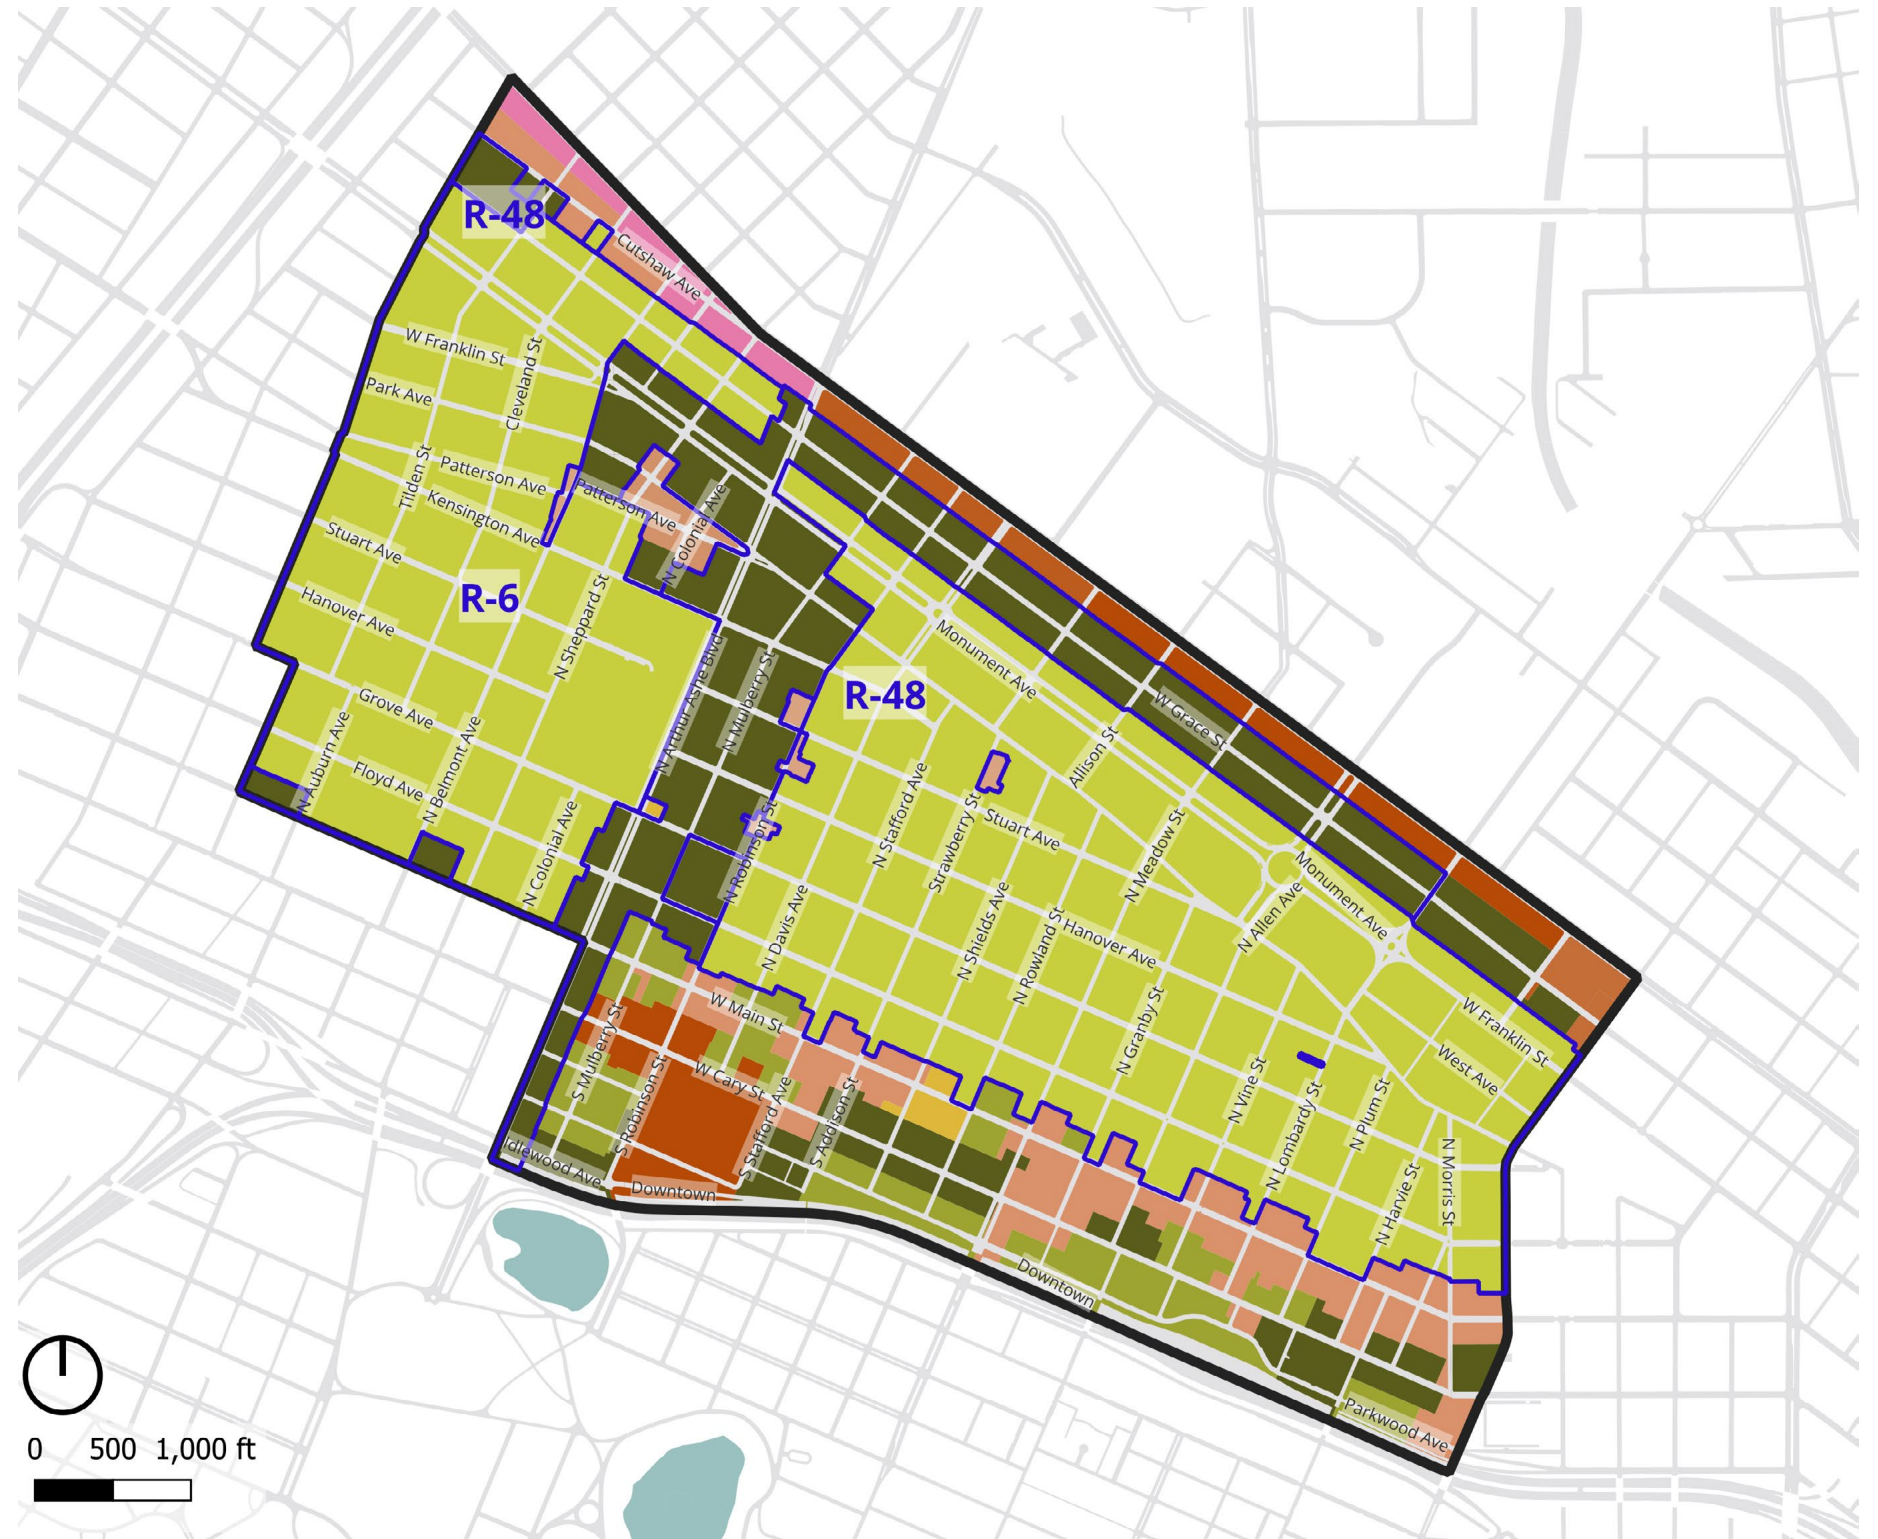 R-48
Cutshaw Ave
W Franklin St
Cleveland St
Park Ave
Tilden St
Patterson Ave
Patterson Ave
Kensington Ave
N Colonial Ave
Stuart Ave
R-6
Hanover Ave
N Sheppard St
Monument Ave
N Arthur Ashe Blvd
N Mulberry St
R-48
W Grace St
Grove Ave
N Auburn Ave
N Belmont Ave
Floyd Ave
Allison St
N Stafford Ave
Strawberry St
Stuart Ave
N Robinson St
N Colonial Ave
N Meadow St
Monument Ave
N Davis Ave
N Shields Ave
N Rowland St
Hanover Ave
N Allen Ave
W Main St
N Granby St
W Franklin St
S Mulberry St
W Cary St
S Robinson St
S Stafford Ave
S Addison St
N Vine St
N Lombardy St
N Plum St
West Ave
Idlewood Ave
Downtown
N Harvie St
N Morris St
Downtown
Parkwood Ave
0 500 1,000 ft